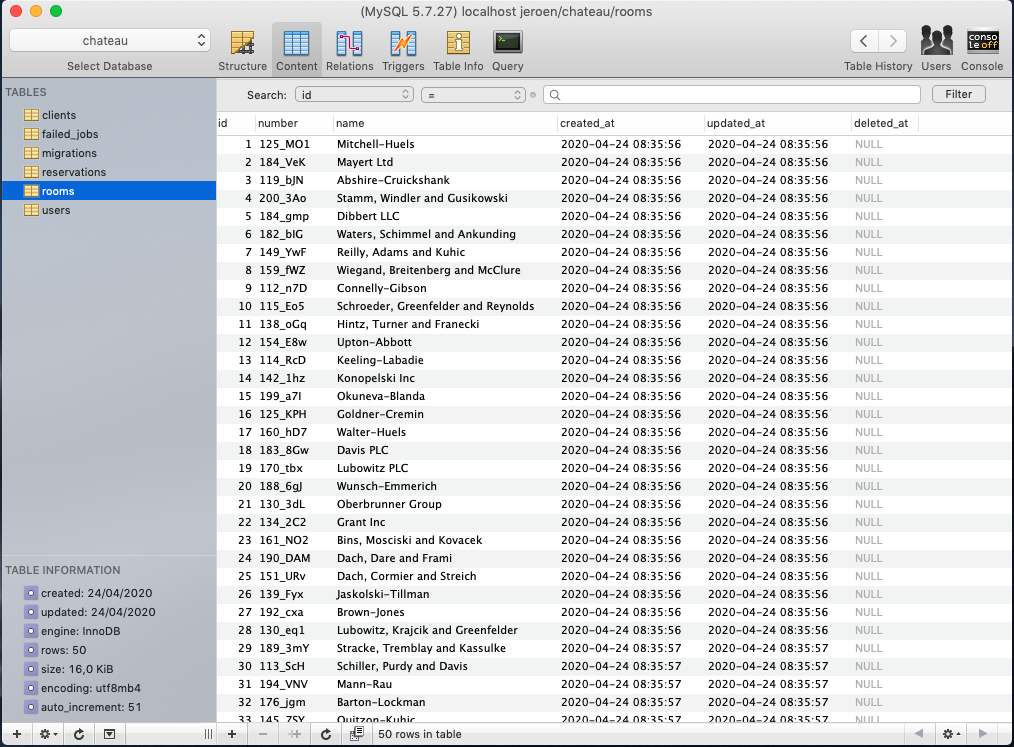 (MySQL 5.7.27) localhost jeroen/chateau/rooms
chateau
Select Database
Structure
Content
Relations
Triggers
Table Info
Query
Table History
Users
conso
le off
Console
TABLES
clients
failed_jobs
migrations
reservations
rooms
users
TABLE INFORMATION
created: 24/04/2020
updated: 24/04/2020
engine: InnoDB
rows: 50
size: 16,0 KiB
encoding: utf8mb4
auto_increment: 51
Search: id = Filter
id number name created_at updated_at deleted_at
1 125_MO1 Mitchell-Huels 2020-04-24 08:35:56 2020-04-24 08:35:56 NULL
2 184_VeK Mayert Ltd 2020-04-24 08:35:56 2020-04-24 08:35:56 NULL
3 119_bJN Abshire-Cruickshank 2020-04-24 08:35:56 2020-04-24 08:35:56 NULL
4 200_3Ao Stamm, Windler and Gusikowski 2020-04-24 08:35:56 2020-04-24 08:35:56 NULL
5 184_gmp Dibbert LLC 2020-04-24 08:35:56 2020-04-24 08:35:56 NULL
6 182_blG Waters, Schimmel and Ankunding 2020-04-24 08:35:56 2020-04-24 08:35:56 NULL
7 149_YwF Reilly, Adams and Kuhic 2020-04-24 08:35:56 2020-04-24 08:35:56 NULL
8 159_fWZ Wiegand, Breitenberg and McClure 2020-04-24 08:35:56 2020-04-24 08:35:56 NULL
9 112_n7D Connelly-Gibson 2020-04-24 08:35:56 2020-04-24 08:35:56 NULL
10 115_Eo5 Schroeder, Greenfelder and Reynolds 2020-04-24 08:35:56 2020-04-24 08:35:56 NULL
11 138_oGq Hintz, Turner and Franecki 2020-04-24 08:35:56 2020-04-24 08:35:56 NULL
12 154_E8w Upton-Abbott 2020-04-24 08:35:56 2020-04-24 08:35:56 NULL
13 114_RcD Keeling-Labadie 2020-04-24 08:35:56 2020-04-24 08:35:56 NULL
14 142_1hz Konopelski Inc 2020-04-24 08:35:56 2020-04-24 08:35:56 NULL
15 199_a7I Okuneva-Blanda 2020-04-24 08:35:56 2020-04-24 08:35:56 NULL
16 125_KPH Goldner-Cremin 2020-04-24 08:35:56 2020-04-24 08:35:56 NULL
17 160_hD7 Walter-Huels 2020-04-24 08:35:56 2020-04-24 08:35:56 NULL
18 183_8Gw Davis PLC 2020-04-24 08:35:56 2020-04-24 08:35:56 NULL
19 170_tbx Lubowitz PLC 2020-04-24 08:35:56 2020-04-24 08:35:56 NULL
20 188_6gJ Wunsch-Emmerich 2020-04-24 08:35:56 2020-04-24 08:35:56 NULL
21 130_3dL Oberbrunner Group 2020-04-24 08:35:56 2020-04-24 08:35:56 NULL
22 134_2C2 Grant Inc 2020-04-24 08:35:56 2020-04-24 08:35:56 NULL
23 161_NO2 Bins, Mosciski and Kovacek 2020-04-24 08:35:56 2020-04-24 08:35:56 NULL
24 190_DAM Dach, Dare and Frami 2020-04-24 08:35:56 2020-04-24 08:35:56 NULL
25 151_URv Dach, Cormier and Streich 2020-04-24 08:35:56 2020-04-24 08:35:56 NULL
26 139_Fyx Jaskolski-Tillman 2020-04-24 08:35:56 2020-04-24 08:35:56 NULL
27 192_cxa Brown-Jones 2020-04-24 08:35:56 2020-04-24 08:35:56 NULL
28 130_eq1 Lubowitz, Krajcik and Greenfelder 2020-04-24 08:35:56 2020-04-24 08:35:56 NULL
29 189_3mY Stracke, Tremblay and Kassulke 2020-04-24 08:35:57 2020-04-24 08:35:57 NULL
30 113_ScH Schiller, Purdy and Davis 2020-04-24 08:35:57 2020-04-24 08:35:57 NULL
31 194_VNV Mann-Rau 2020-04-24 08:35:57 2020-04-24 08:35:57 NULL
32 176_jgm Barton-Lockman 2020-04-24 08:35:57 2020-04-24 08:35:57 NULL
33 145_7SY Quitzon-Kuhic 2020-04-24 08:35:57 2020-04-24 08:35:57 NULL
50 rows in table